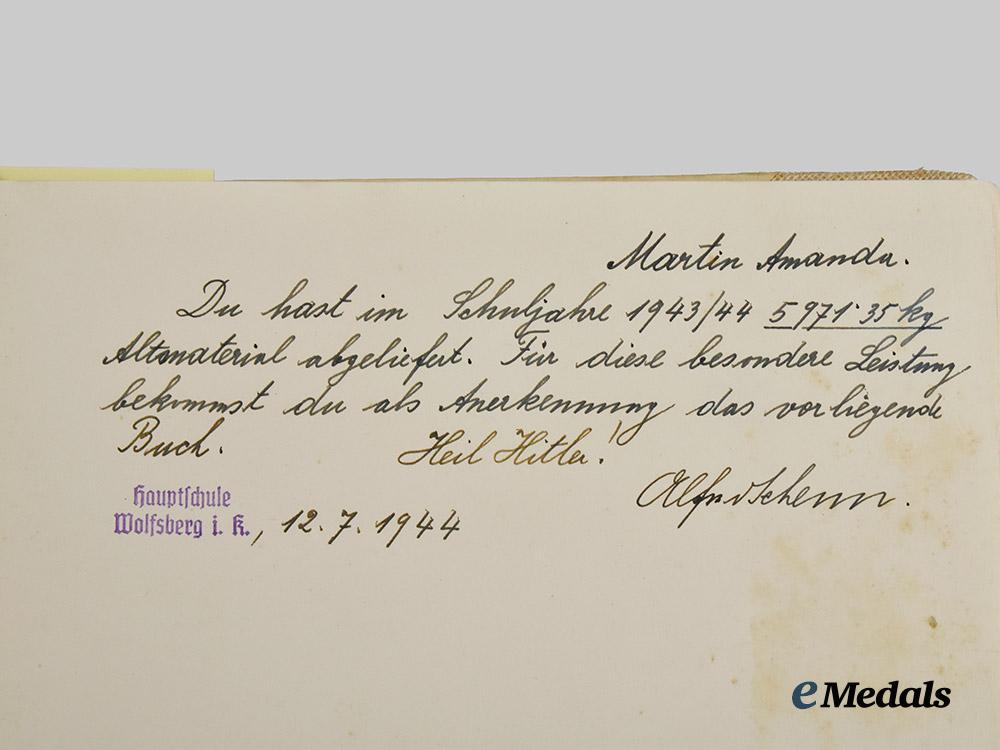 Martin Amanda.
Du hast im Schuljahre 1943/44 5971·35 kg
Altmaterial abgeliefert. Für diese besondere Leistung
bekommst du als Anerkennung das vorliegende
Buch. Heil Hitler!
Hauptschule
Wolfsberg i. K., 12.7.1944
eMedals